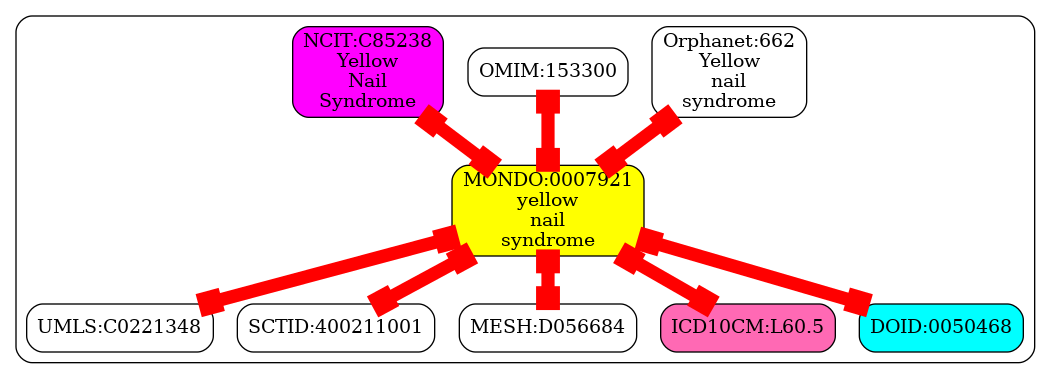 NCIT:C85238
Yellow
Nail
Syndrome
OMIM:153300
Orphanet:662
Yellow
nail
syndrome
MONDO:0007921
yellow
nail
syndrome
UMLS:C0221348
SCTID:400211001
MESH:D056684
ICD10CM:L60.5
DOID:0050468